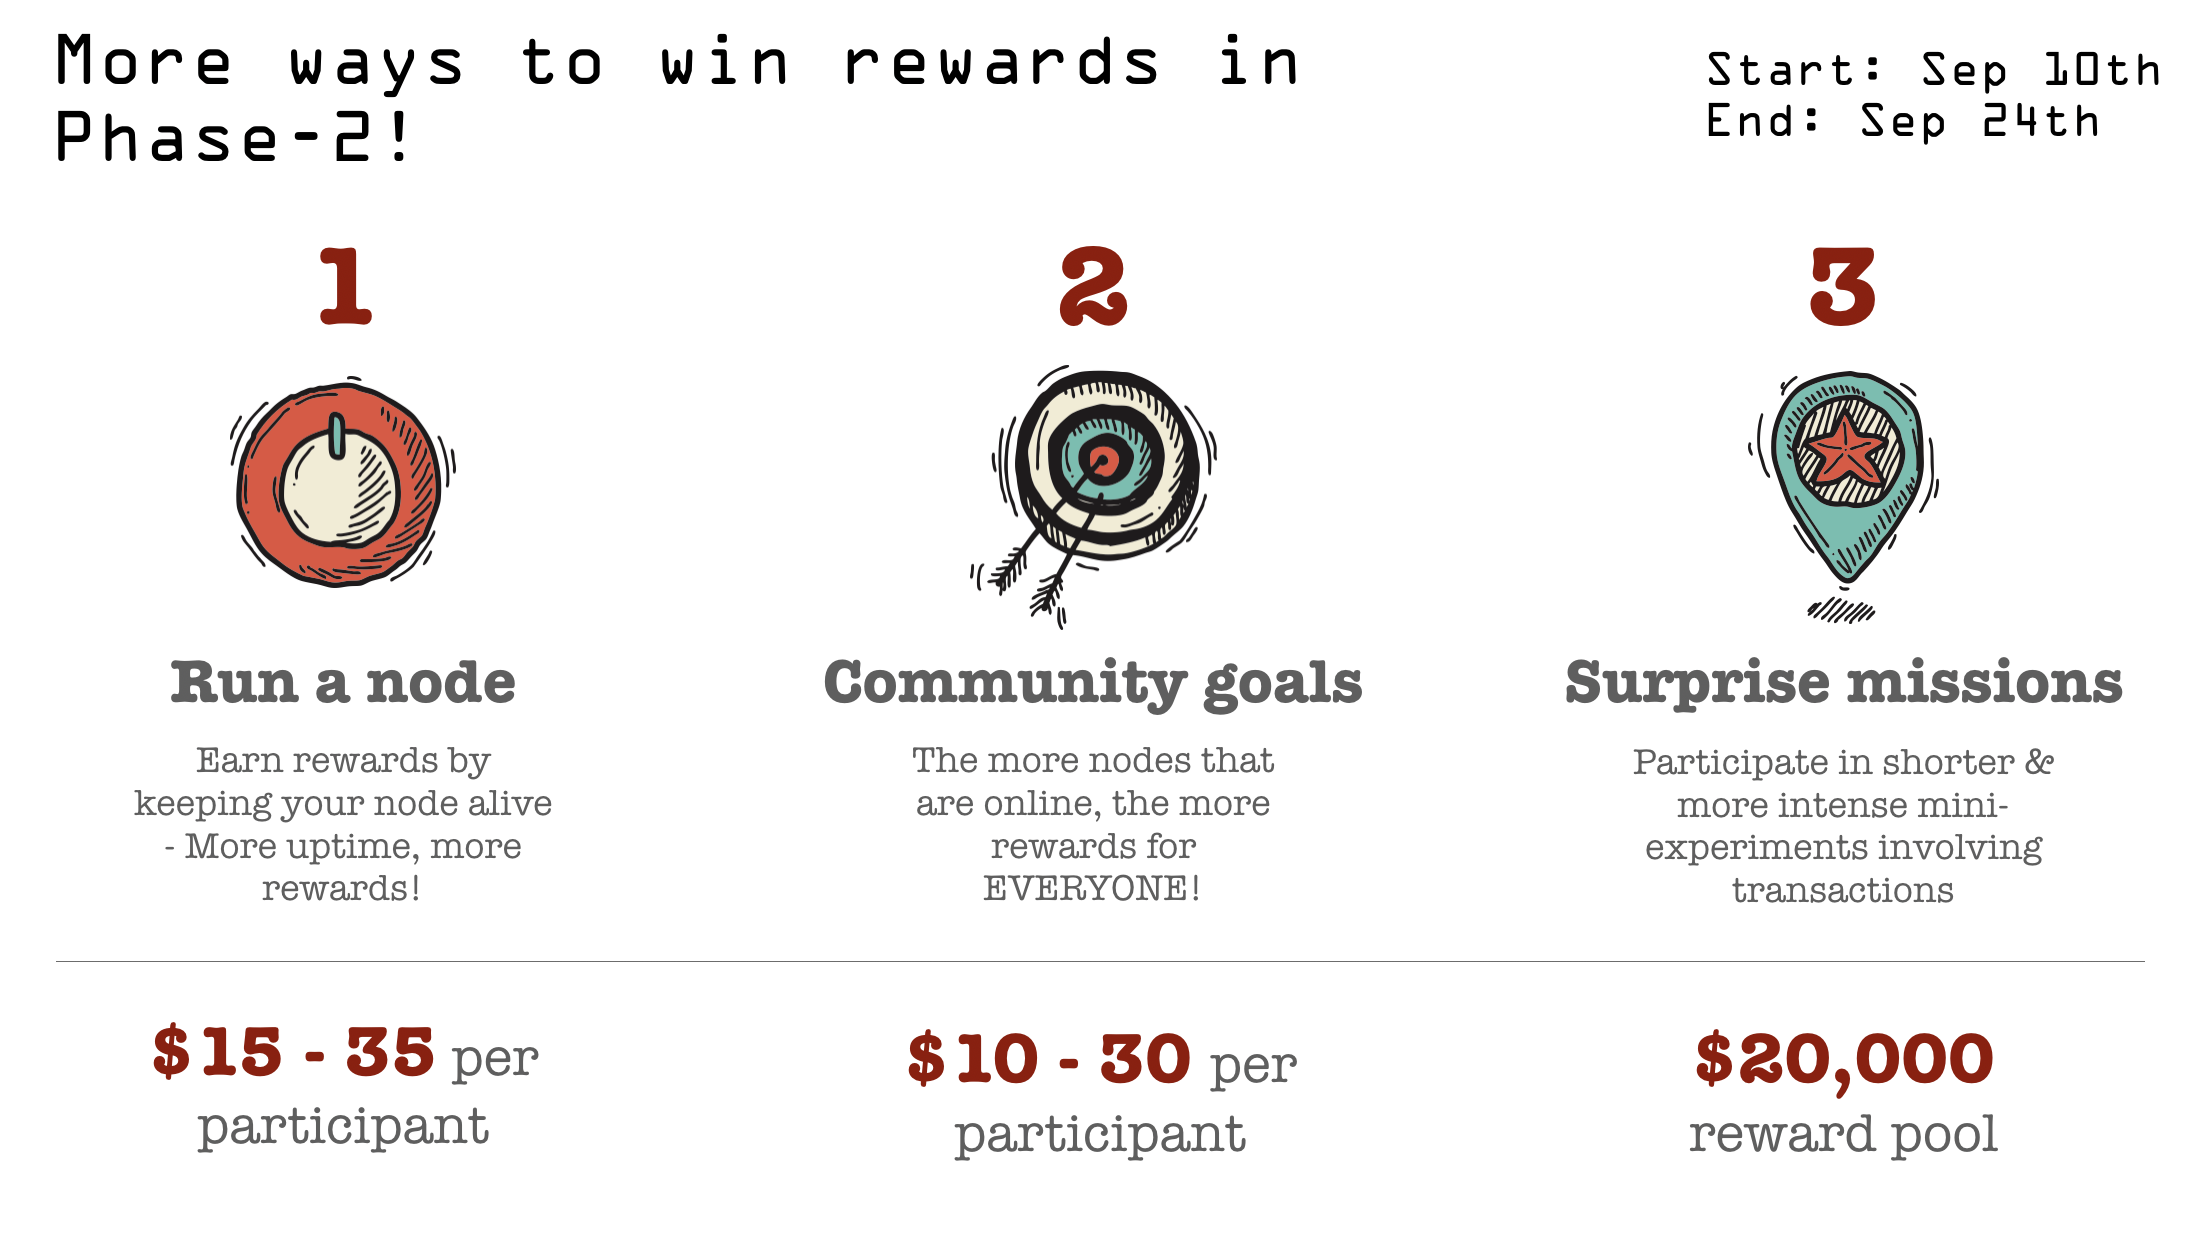 More ways to win rewards in
Phase-2!
Start: Sep 10th
End: Sep 24th
1
Run a node
Earn rewards by
keeping your node alive
- More uptime, more
rewards!
$15 - 35 per
participant
2
Community goals
The more nodes that
are online, the more
rewards for
EVERYONE!
$10 - 30 per
participant
3
Surprise missions
Participate in shorter &
more intense mini-
experiments involving
transactions
$20,000
reward pool